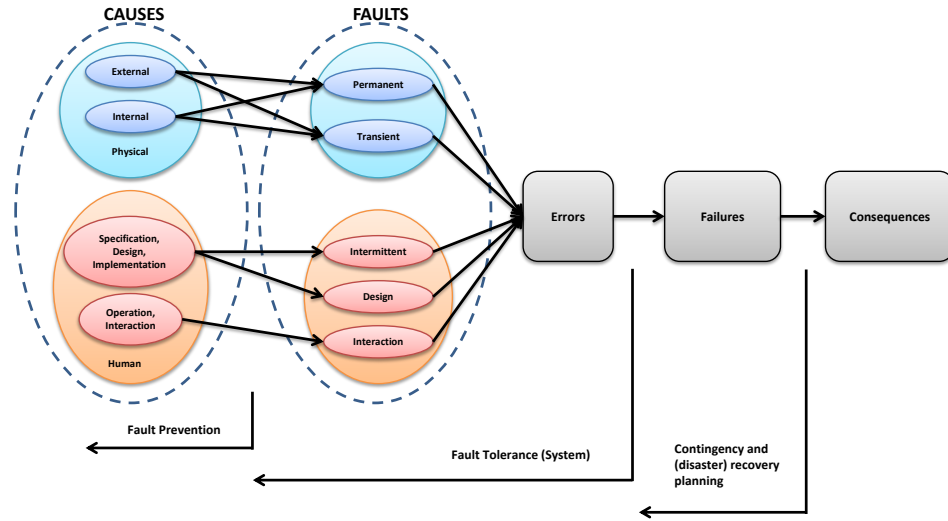 CAUSES
FAULTS
External
Internal
Physical
Permanent
Transient
Specification,
Design,
Implementation
Operation,
Interaction
Human
Intermittent
Design
Interaction
Errors
Failures
Consequences
Fault Prevention
Fault Tolerance (System)
Contingency and
(disaster) recovery
planning